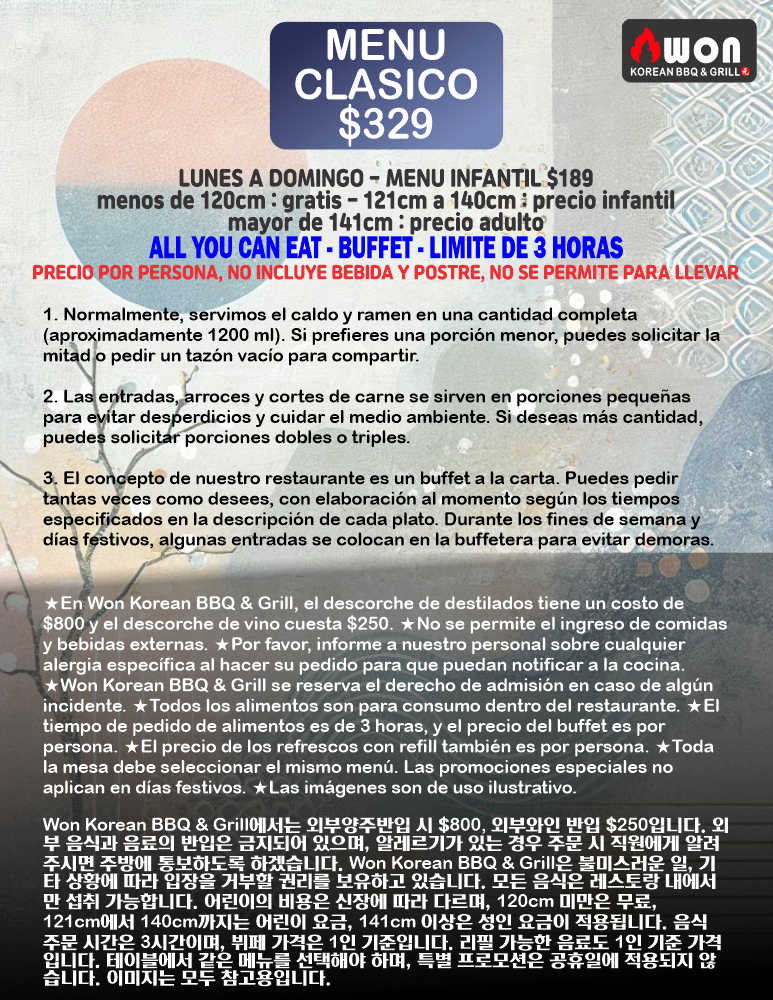 MENU
CLASICO
$329
WON
KOREAN BBQ & GRILL
LUNES A DOMINGO - MENU INFANTIL $189
menos de 120cm : gratis - 121cm a 140cm : precio infantil
mayor de 141cm : precio adulto
ALL YOU CAN EAT - BUFFET - LIMITE DE 3 HORAS
PRECIO POR PERSONA, NO INCLUYE BEBIDA Y POSTRE, NO SE PERMITE PARA LLEVAR
1. Normalmente, servimos el caldo y ramen en una cantidad completa
(aproximadamente 1200 ml). Si prefieres una porción menor, puedes solicitar la
mitad o pedir un tazón vacío para compartir.
2. Las entradas, arroces y cortes de carne se sirven en porciones pequeñas
para evitar desperdicios y cuidar el medio ambiente. Si deseas más cantidad,
puedes solicitar porciones dobles o triples.
3. El concepto de nuestro restaurante es un buffet a la carta. Puedes pedir
tantas veces como desees, con elaboración al momento según los tiempos
especificados en la descripción de cada plato. Durante los fines de semana y
días festivos, algunas entradas se colocan en la buffetera para evitar demoras.
★En Won Korean BBQ & Grill, el descorche de destilados tiene un costo de
$800 y el descorche de vino cuesta $250. ★No se permite el ingreso de comidas
y bebidas externas. ★Por favor, informe a nuestro personal sobre cualquier
alergia específica al hacer su pedido para que puedan notificar a la cocina.
★Won Korean BBQ & Grill se reserva el derecho de admisión en caso de algún
incidente. ★Todos los alimentos son para consumo dentro del restaurante. ★El
tiempo de pedido de alimentos es de 3 horas, y el precio del buffet es por
persona. ★El precio de los refrescos con refill también es por persona. ★Toda
la mesa debe seleccionar el mismo menú. Las promociones especiales no
aplican en días festivos. ★Las imágenes son de uso ilustrativo.
Won Korean BBQ & Grill에서는 외부양주반입 시 $800, 외부와인 반입 $250입니다. 외
부 음식과 음료의 반입은 금지되어 있으며, 알레르기가 있는 경우 주문 시 직원에게 알려
주시면 주방에 통보하도록 하겠습니다. Won Korean BBQ & Grill은 불미스러운 일, 기
타 상황에 따라 입장을 거부할 권리를 보유하고 있습니다. 모든 음식은 레스토랑 내에서
만 섭취 가능합니다. 어린이의 비용은 신장에 따라 다르며, 120cm 미만은 무료,
121cm에서 140cm까지는 어린이 요금, 141cm 이상은 성인 요금이 적용됩니다. 음식
주문 시간은 3시간이며, 뷔페 가격은 1인 기준입니다. 리필 가능한 음료도 1인 기준 가격
입니다. 테이블에서 같은 메뉴를 선택해야 하며, 특별 프로모션은 공휴일에 적용되지 않
습니다. 이미지는 모두 참고용입니다.